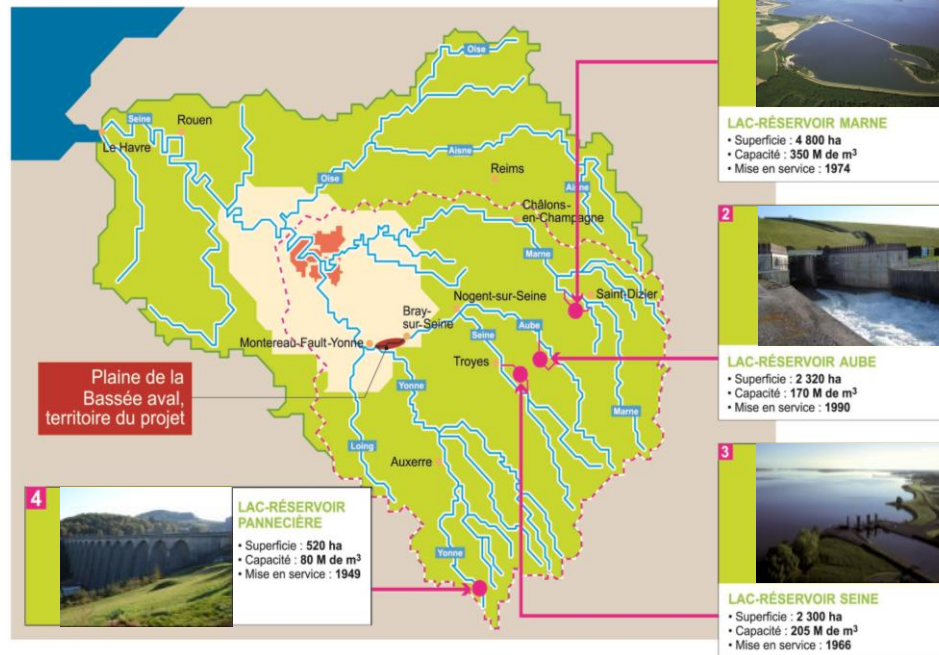 LAC-RÉSERVOIR MARNE
• Superficie : 4 800 ha
• Capacité : 350 M de m³
• Mise en service : 1974
2
LAC-RÉSERVOIR AUBE
• Superficie : 2 320 ha
• Capacité : 170 M de m³
• Mise en service : 1990
3
LAC-RÉSERVOIR SEINE
• Superficie : 2 300 ha
• Capacité : 205 M de m³
• Mise en service : 1966
4
LAC-RÉSERVOIR
PANNECIÈRE
• Superficie : 520 ha
• Capacité : 80 M de m³
• Mise en service : 1949
Plaine de la
Bassée aval,
territoire du projet
Oise
Seine
Rouen
Le Havre
Aisne
Reims
Oise
Aisne
Châlons-
en-Champagne
Marne
Saint-Dizier
Nogent-sur-Seine
Bray-
sur-Seine
Seine
Aube
Montereau-Fault-Yonne
Troyes
Yonne
Marne
Loing
Auxerre
Yonne